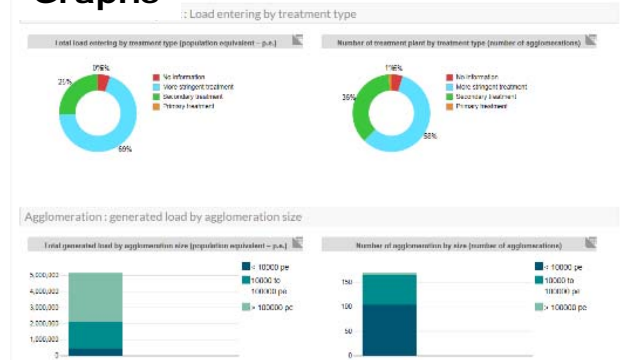 Graphs
: Load entering by treatment type
Total load entering by treatment type (population equivalent – p.e.)
Number of treatment plant by treatment type (number of agglomerations)
25%
69%
No information
More stringent treatment
Secondary treatment
Primary treatment
36%
58%
No information
More stringent treatment
Secondary treatment
Primary treatment
Agglomeration : generated load by agglomeration size
Total generated load by agglomeration size (population equivalent – p.e.)
Number of agglomeration by size (number of agglomerations)
5,000,000
4,000,000
3,000,000
2,000,000
1,000,000
0
< 10000 pe
10000 to
100000 pe
> 100000 pe
150
100
50
0
< 10000 pe
10000 to
100000 pe
> 100000 pe